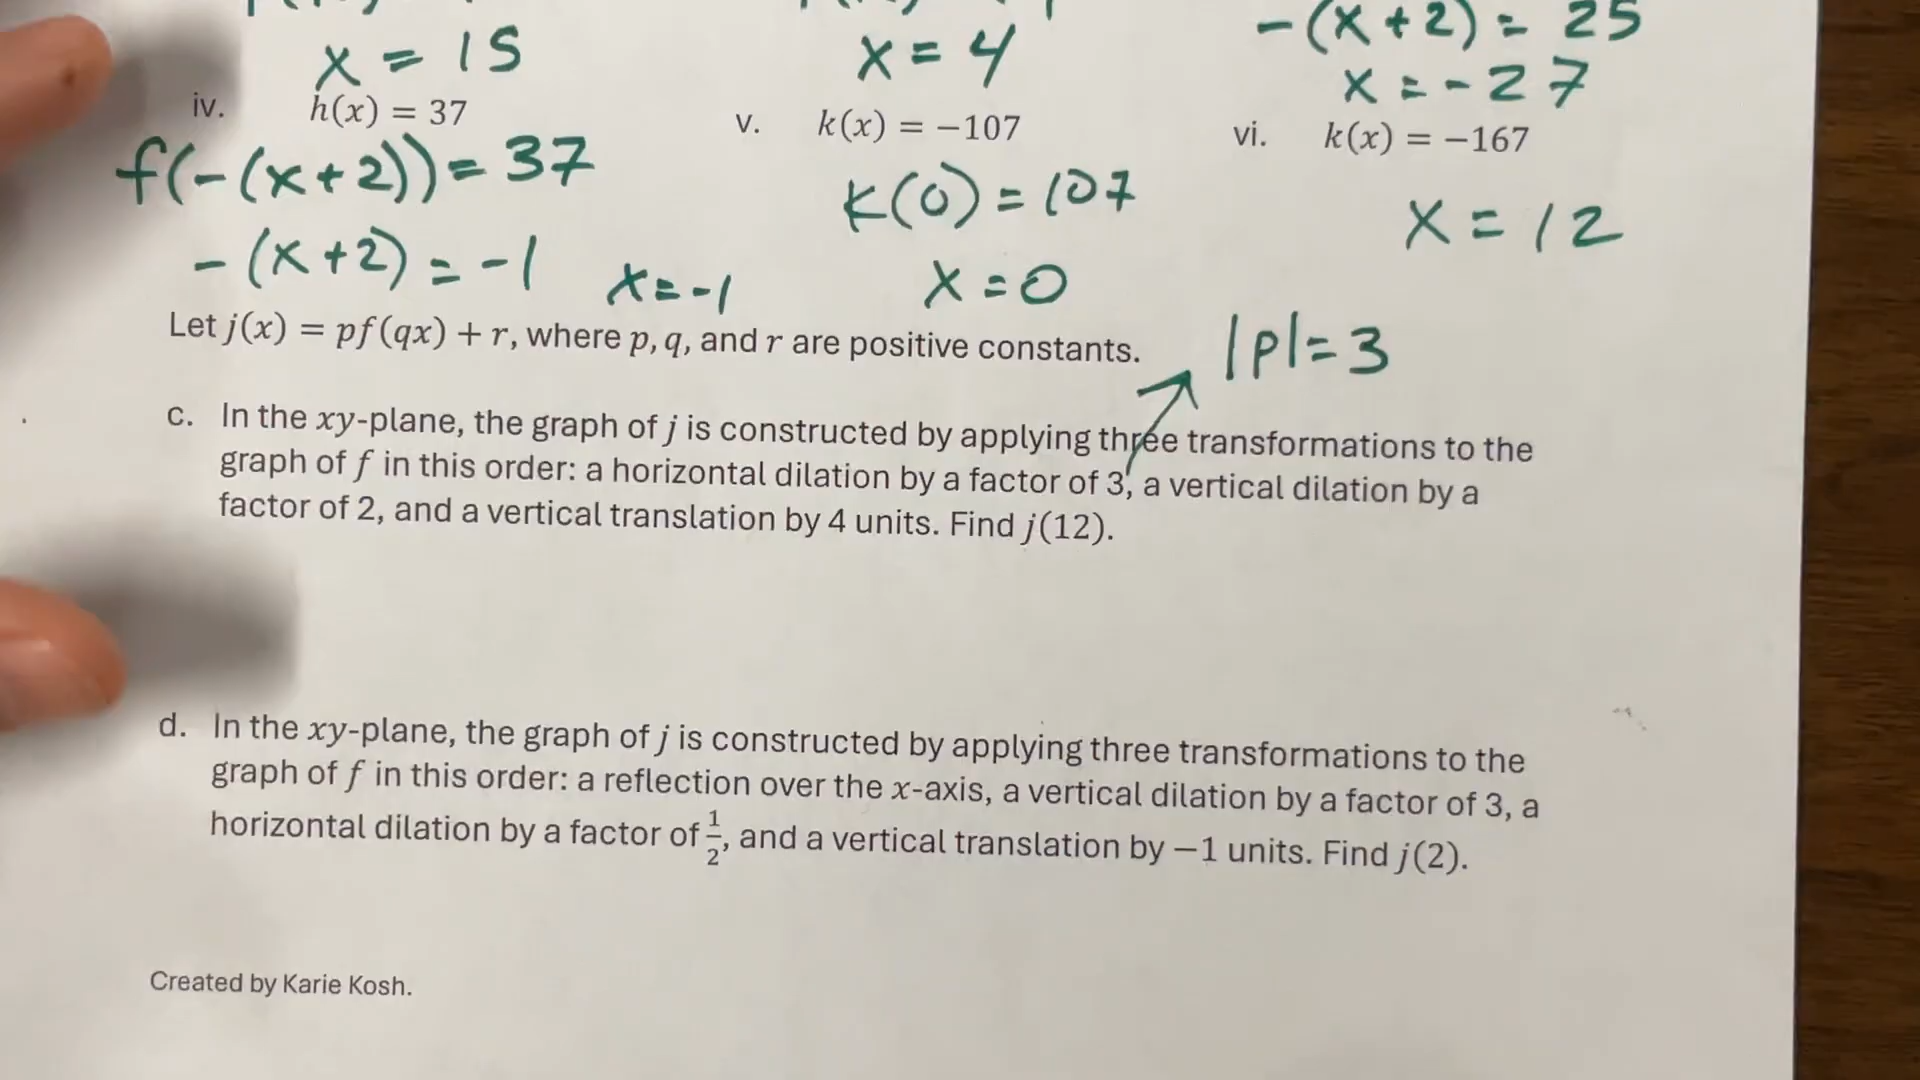 -(x+2) = 25
x = 15
x = 4
x = -27
iv. h(x) = 37
v. k(x) = −107
vi. k(x) = −167
f(-(x+2)) = 37
k(0) = 107
x = 12
-(x+2) = -1
x = -1
x = 0
Let j(x) = pf(qx) + r, where p, q, and r are positive constants.
|p| = 3
c. In the xy-plane, the graph of j is constructed by applying three transformations to the
graph of f in this order: a horizontal dilation by a factor of 3, a vertical dilation by a
factor of 2, and a vertical translation by 4 units. Find j(12).
d. In the xy-plane, the graph of j is constructed by applying three transformations to the
graph of f in this order: a reflection over the x-axis, a vertical dilation by a factor of 3, a
horizontal dilation by a factor of 1/2, and a vertical translation by −1 units. Find j(2).
Created by Karie Kosh.